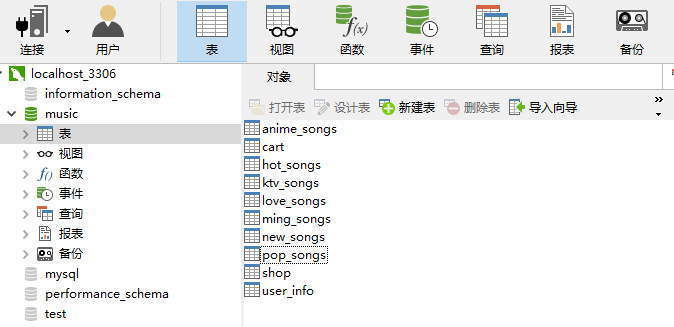 连接 用户 表 视图 函数 事件 查询 报表 备份
localhost_3306
information_schema
music
表
视图
函数
事件
查询
报表
备份
mysql
performance_schema
test
对象
打开表 设计表 新建表 删除表 导入向导 »
anime_songs
cart
hot_songs
ktv_songs
love_songs
ming_songs
new_songs
pop_songs
shop
user_info